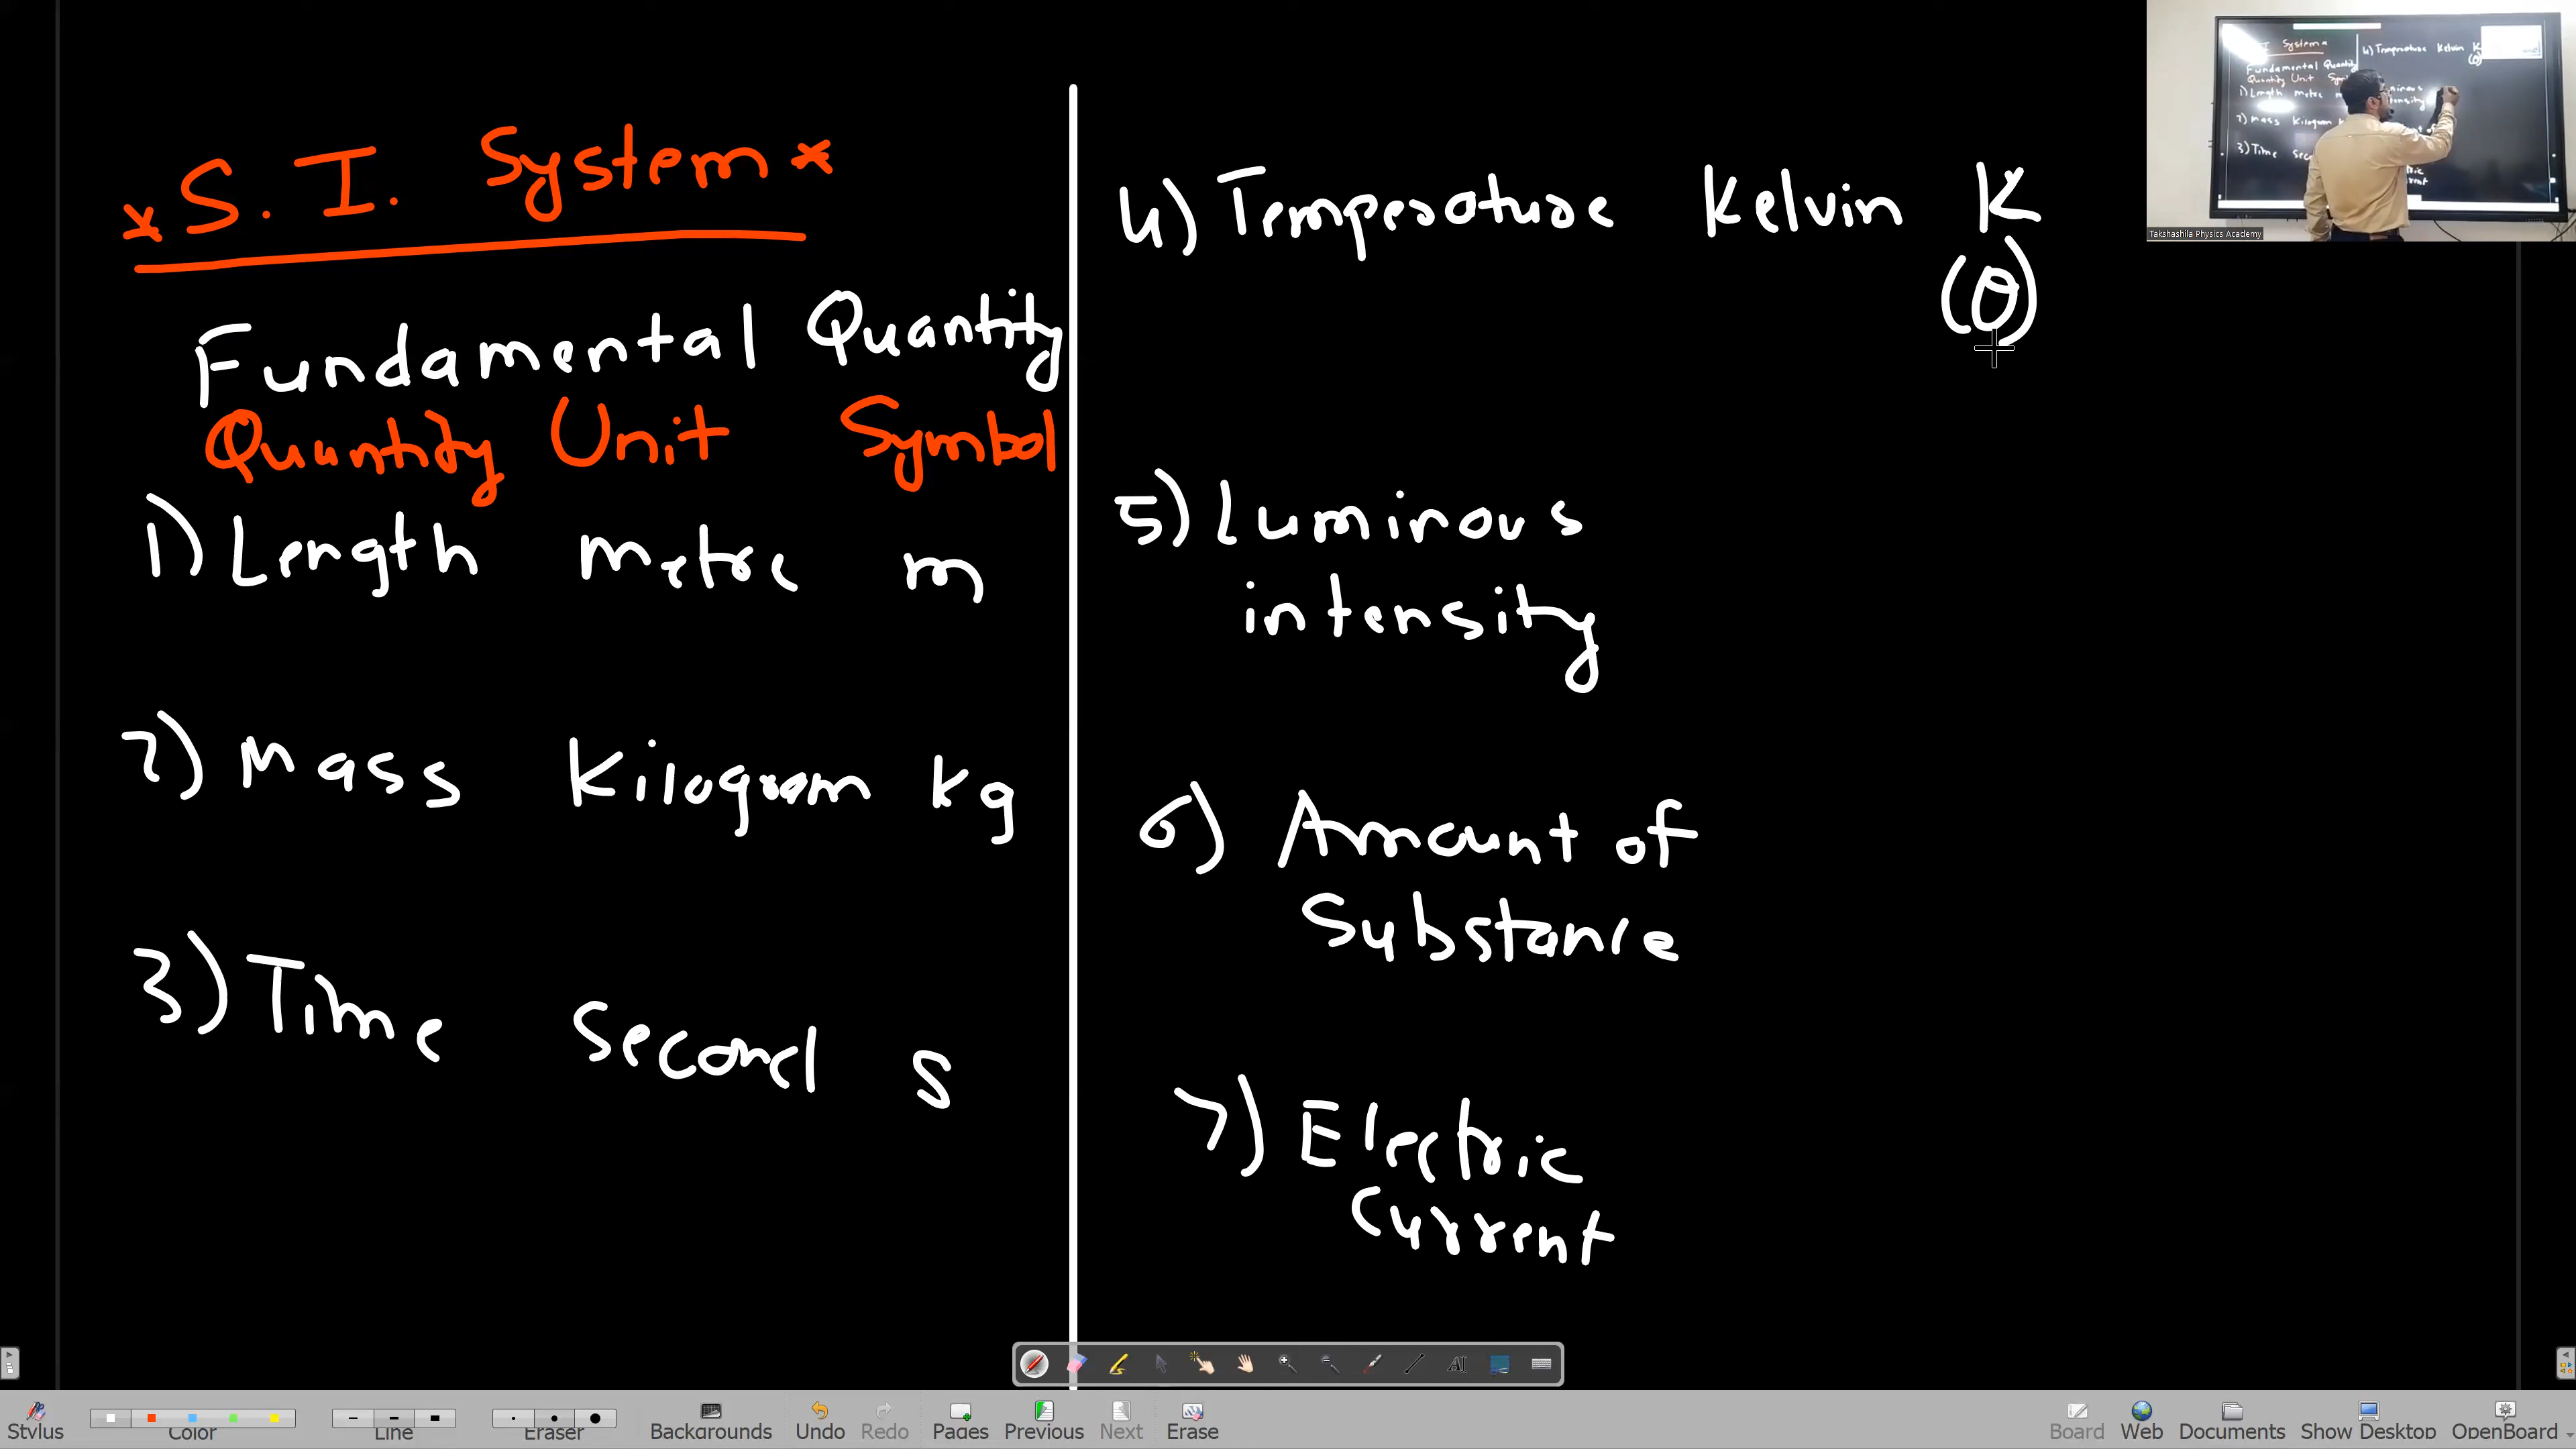 *S. I. System*
Fundamental Quantity
Quantity Unit Symbol
1) Length metre m
2) Mass Kilogram kg
3) Time Second s
4) Temperature Kelvin K
(θ)
5) Luminous
intensity
6) Amount of
Substance
7) Electric
Current
Takshashila Physics Academy
Stylus Color Line Eraser Backgrounds Undo Redo Pages Previous Next Erase Board Web Documents Show Desktop OpenBoard